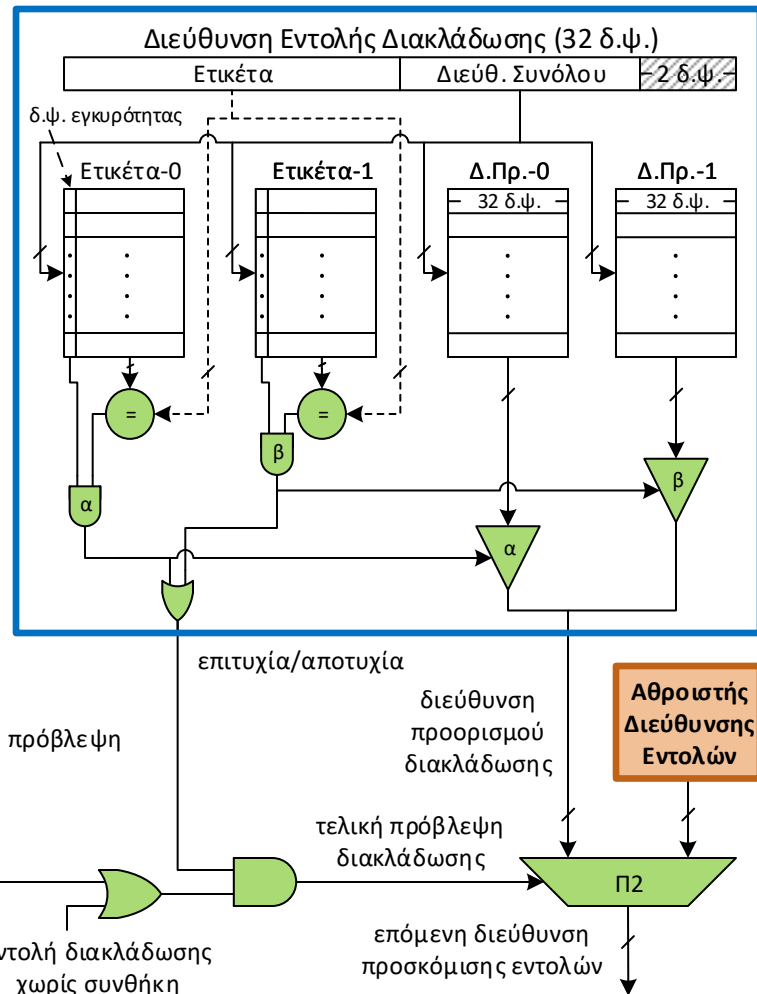 Διεύθυνση Εντολής Διακλάδωσης (32 δ.ψ.)
Ετικέτα
Διεύθ. Συνόλου
2 δ.ψ.
δ.ψ. εγκυρότητας
Ετικέτα-0
Ετικέτα-1
Δ.Πρ.-0
Δ.Πρ.-1
32 δ.ψ.
32 δ.ψ.
=
=
β
α
β
α
επιτυχία/αποτυχία
πρόβλεψη
διεύθυνση
προορισμού
διακλάδωσης
Αθροιστής
Διεύθυνσης
Εντολών
τελική πρόβλεψη
διακλάδωσης
Π2
ντολή διακλάδωσης
χωρίς συνθήκη
επόμενη διεύθυνση
προσκόμισης εντολών